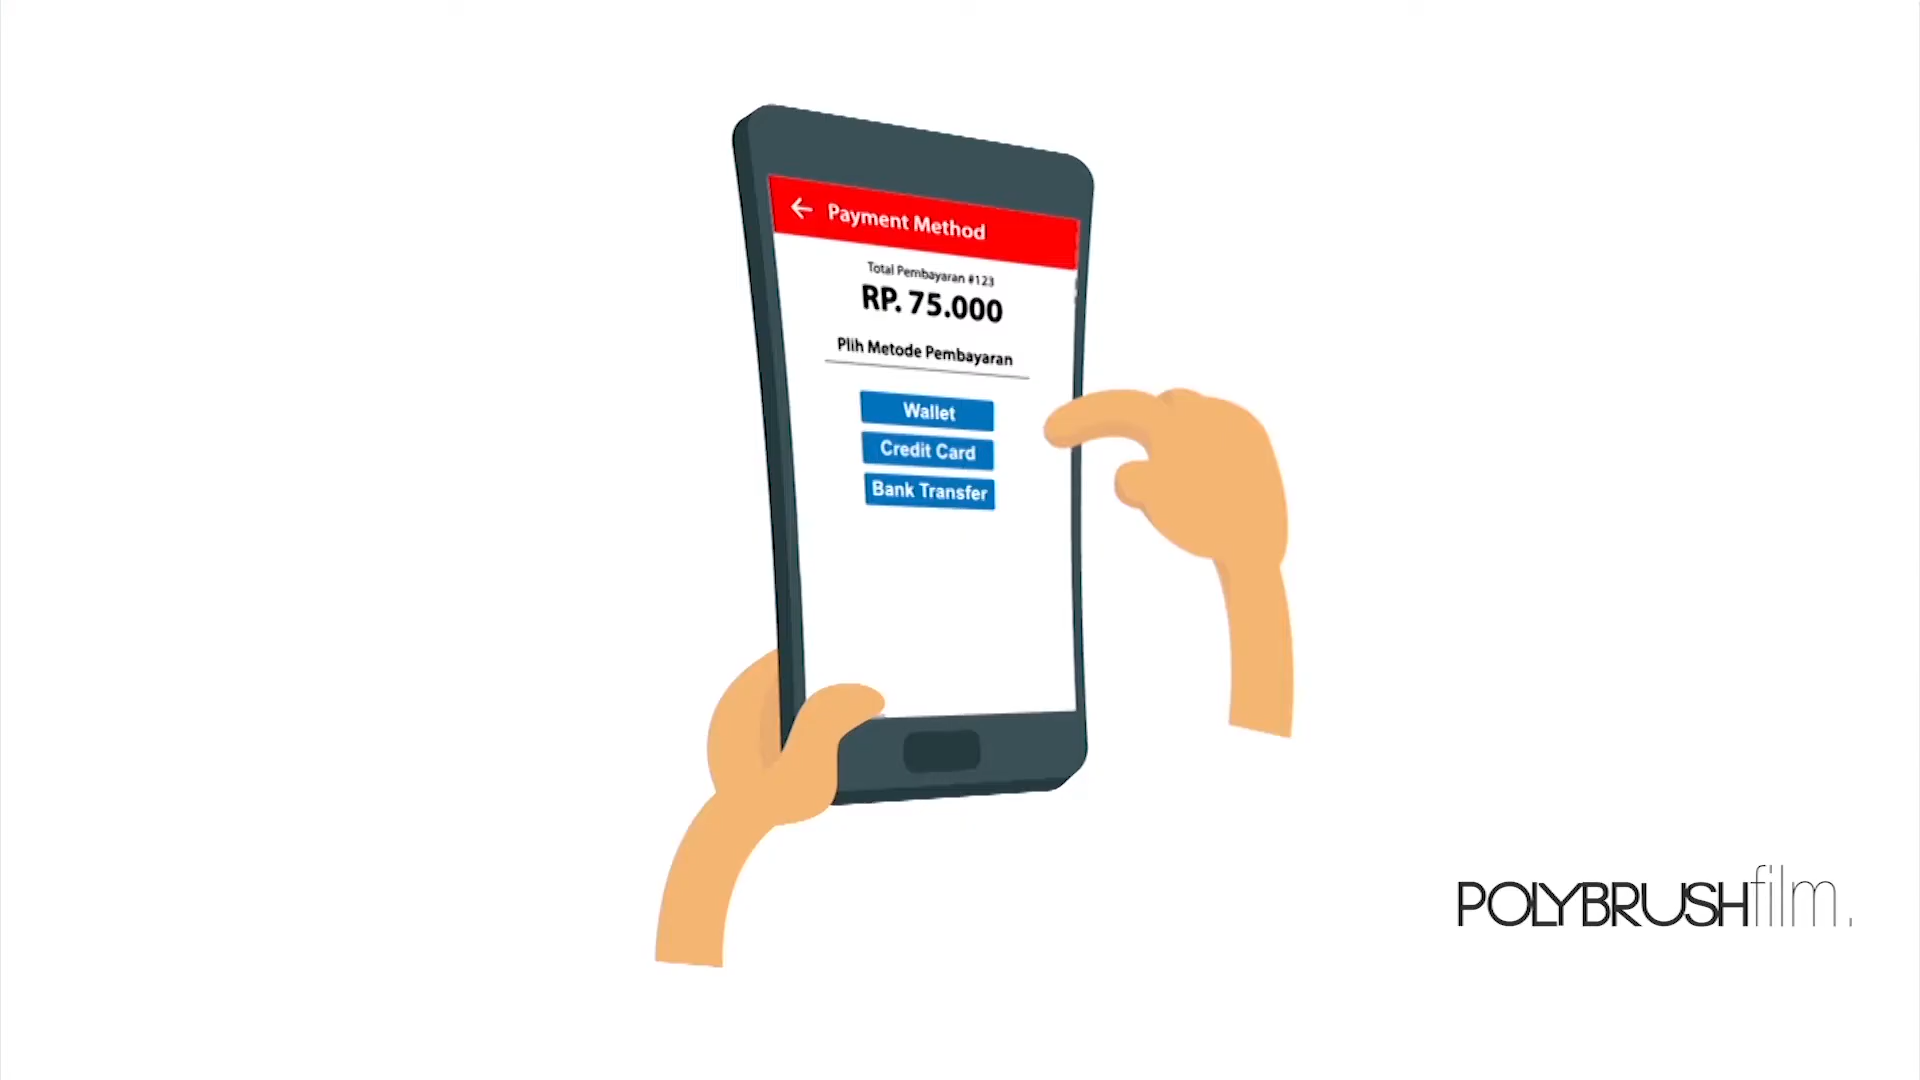 Payment Method
Total Pembayaran #123
RP. 75.000
Plih Metode Pembayaran
Wallet
Credit Card
Bank Transfer
POLYBRUSHfilm.